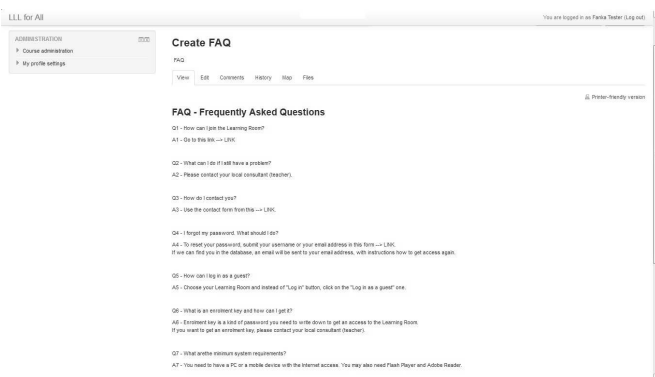 LLL for All
You are logged in as Fanka Tester (Log out)
ADMINISTRATION
Course administration
My profile settings
Create FAQ
FAQ
View Edit Comments History Map Files
Printer-friendly version
FAQ - Frequently Asked Questions
Q1 - How can I join the Learning Room?
A1 - Go to this link --> LINK.
Q2 - What can I do if I still have a problem?
A2 - Please contact your local consultant (teacher).
Q3 - How do I contact you?
A3 - Use the contact form from this --> LINK.
Q4 - I forgot my password. What should I do?
A4 - To reset your password, submit your username or your email address in this form --> LINK.
If we can find you in the database, an email will be sent to your email address, with instructions how to get access again.
Q5 - How can I log in as a guest?
A5 - Choose your Learning Room and instead of "Log in" button, click on the "Log in as a guest" one.
Q6 - What is an enrolment key and how can I get it?
A6 - Enrolment key is a kind of password you need to write down to get an access to the Learning Room.
If you want to get an enrolment key, please contact your local consultant (teacher).
Q7 - What arethe minimum system requirements?
A7 - You need to have a PC or a mobile device with the Internet access. You may also need Flash Player and Adobe Reader.